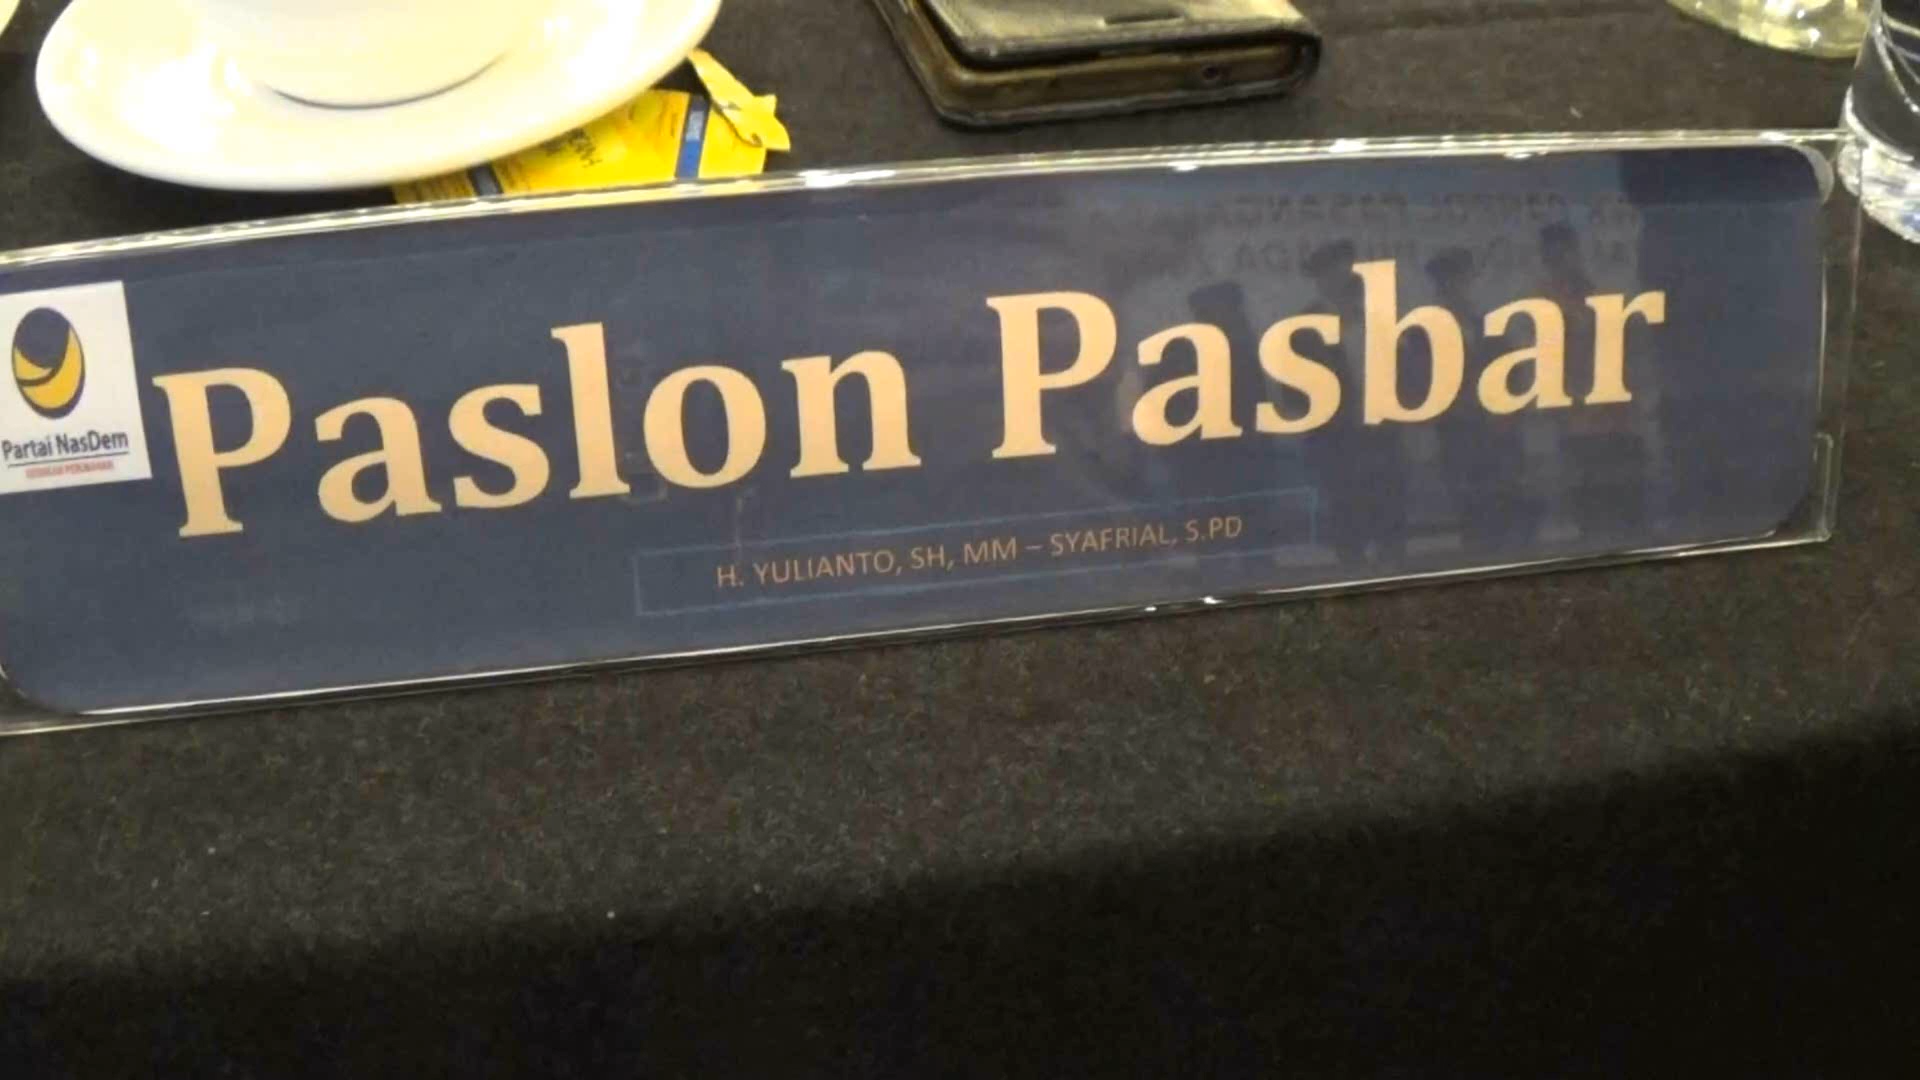 Paslon Pasbar
Partai NasDem
H. YULIANTO, SH, MM – SYAFRIAL, S.PD